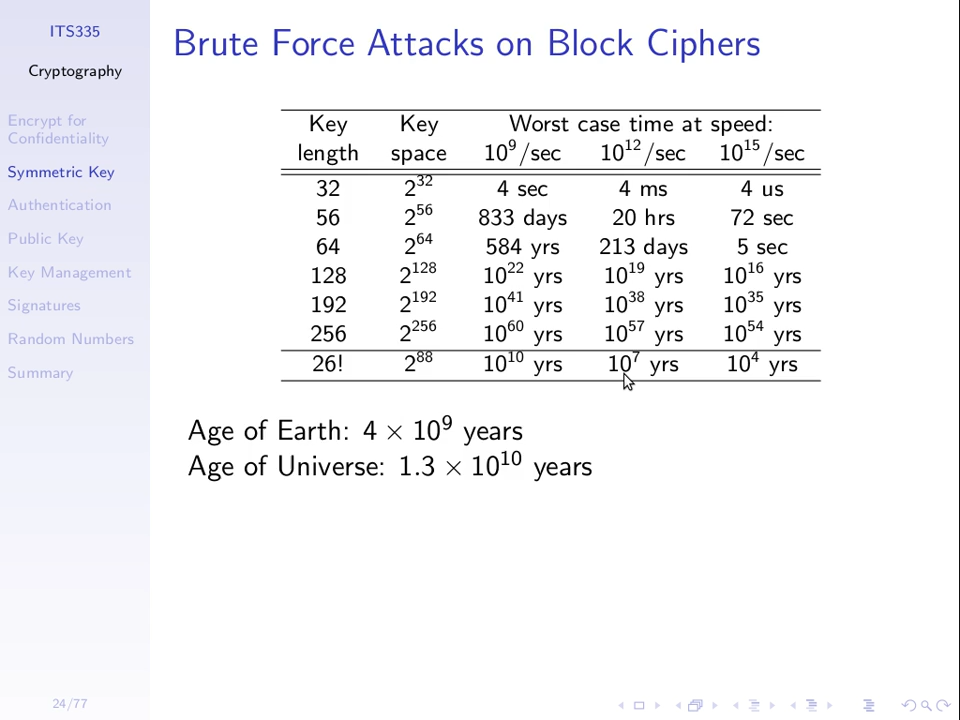 ITS335
Cryptography
Encrypt for
Confidentiality
Symmetric Key
Authentication
Public Key
Key Management
Signatures
Random Numbers
Summary
Brute Force Attacks on Block Ciphers
Key Key Worst case time at speed:
length space 10⁹/sec 10¹²/sec 10¹⁵/sec
32 2³² 4 sec 4 ms 4 us
56 2⁵⁶ 833 days 20 hrs 72 sec
64 2⁶⁴ 584 yrs 213 days 5 sec
128 2¹²⁸ 10²² yrs 10¹⁹ yrs 10¹⁶ yrs
192 2¹⁹² 10⁴¹ yrs 10³⁸ yrs 10³⁵ yrs
256 2²⁵⁶ 10⁶⁰ yrs 10⁵⁷ yrs 10⁵⁴ yrs
26! 2⁸⁸ 10¹⁰ yrs 10⁷ yrs 10⁴ yrs
Age of Earth: 4 × 10⁹ years
Age of Universe: 1.3 × 10¹⁰ years
24/77